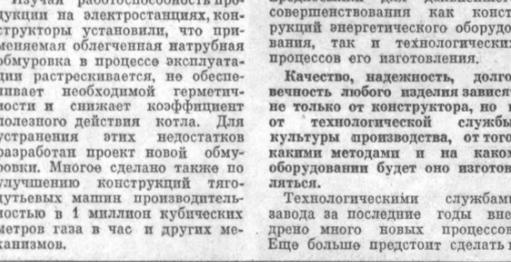 Изучая работоспособность про-
дукции на электростанциях, кон-
структоры установили, что при-
меняемая облегченная натрубная
обмуровка в процессе эксплуата-
ции растрескивается, не обеспе-
чивает необходимой герметич-
ности и снижает коэффициент
полезного действия котла. Для
устранения этих недостатков
разработан проект новой обму-
ровки. Многое сделано также по
улучшению конструкций тяго-
дутьевых машин производитель-
ностью в 1 миллион кубических
метров газа в час и других ме-
ханизмов.
совершенствования как конст
рукций энергетического оборудо
вания, так и технологических
процессов его изготовления.
Качество, надежность, долго
вечность любого изделия зависят
не только от конструктора, но и
от технологической службы
культуры производства, от того
какими методами и на каком
оборудовании будет оно изготов
ляться.
Технологическими службами
завода за последние годы вне
дрено много новых процессов
Еще больше предстоит сделать